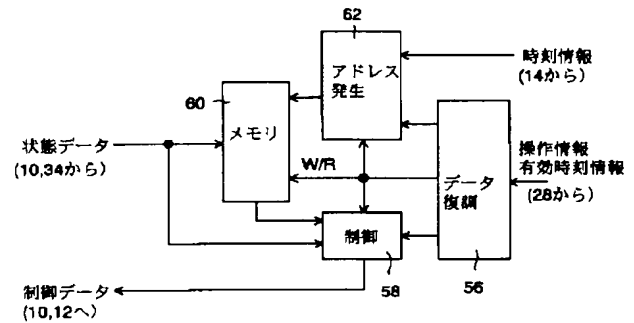 62
アドレス
発生
時刻情報
(14から)
60
メモリ
状態データ
(10,34から)
W/R
データ
復調
操作情報
有効時刻情報
(28から)
制御
58
56
制御データ
(10,12へ)